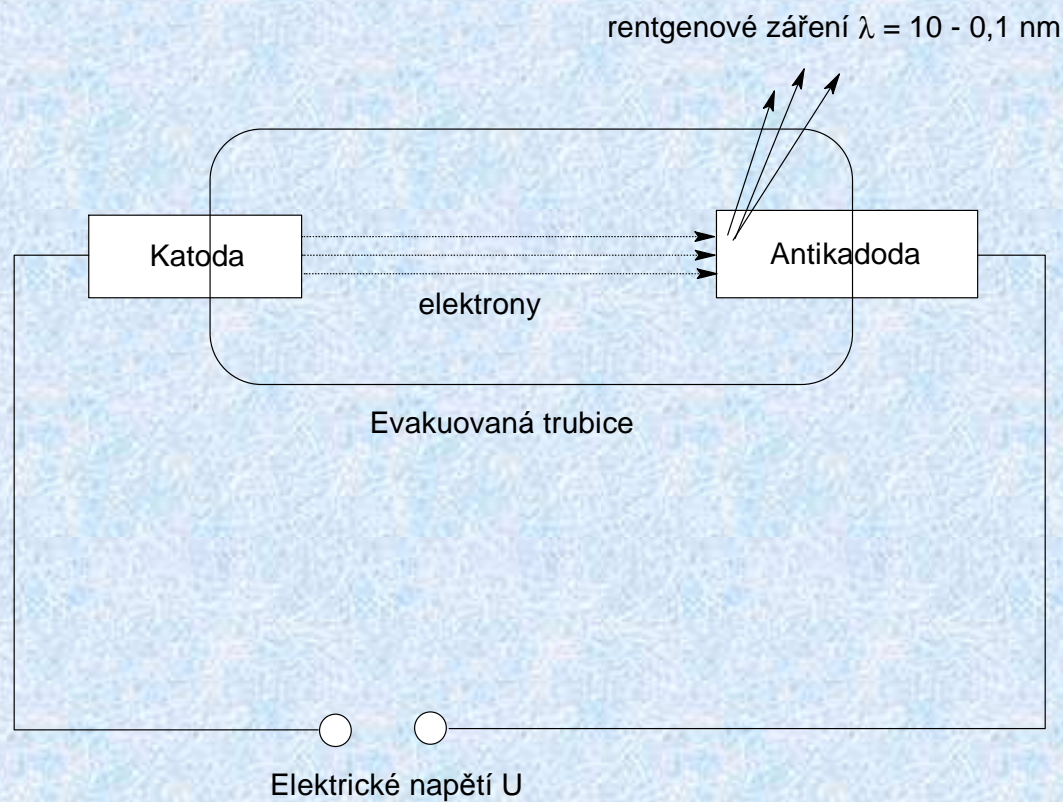 rentgenové záření λ = 10 - 0,1 nm
Katoda
Antikadoda
elektrony
Evakuovaná trubice
Elektrické napětí U